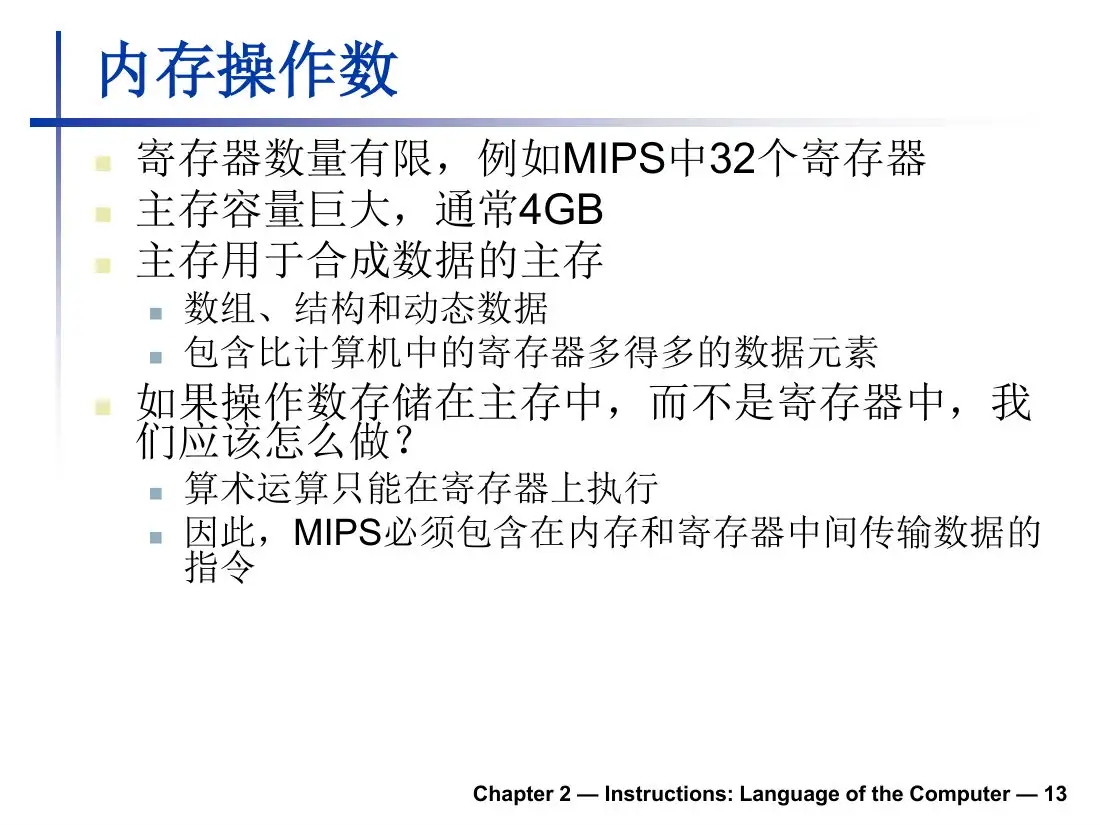 内存操作数
寄存器数量有限，例如MIPS中32个寄存器
主存容量巨大，通常4GB
主存用于合成数据的主存
数组、结构和动态数据
包含比计算机中的寄存器多得多的数据元素
如果操作数存储在主存中，而不是寄存器中，我
们应该怎么做？
算术运算只能在寄存器上执行
因此，MIPS必须包含在内存和寄存器中间传输数据的
指令
Chapter 2 — Instructions: Language of the Computer — 13